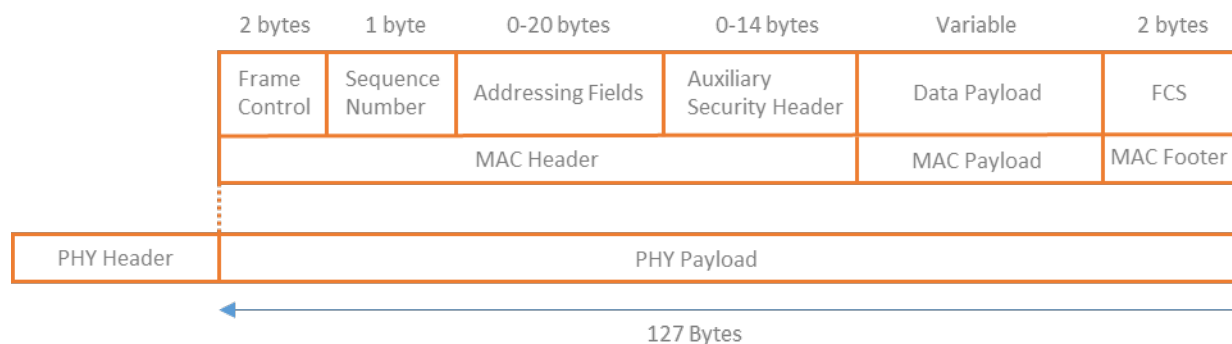 2 bytes 1 byte 0-20 bytes 0-14 bytes Variable 2 bytes
Frame Control
Sequence Number
Addressing Fields
Auxiliary Security Header
Data Payload
FCS
MAC Header MAC Payload MAC Footer
PHY Header PHY Payload
127 Bytes